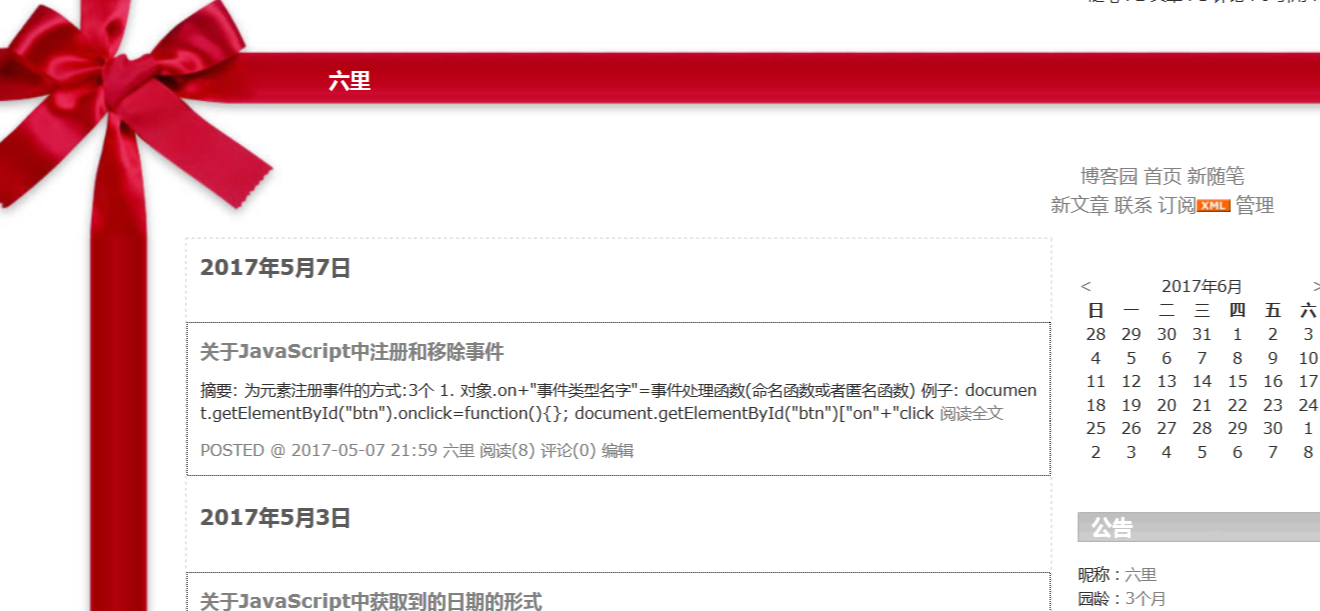 六里
博客园 首页 新随笔
新文章 联系 订阅 XML 管理
2017年5月7日
关于JavaScript中注册和移除事件
摘要: 为元素注册事件的方式:3个 1. 对象.on+"事件类型名字"=事件处理函数(命名函数或者匿名函数) 例子： documen
t.getElementById("btn").onclick=function(){}; document.getElementById("btn")["on"+"click 阅读全文
POSTED @ 2017-05-07 21:59 六里 阅读(8) 评论(0) 编辑
2017年5月3日
关于JavaScript中获取到的日期的形式
< 2017年6月 >
日 一 二 三 四 五 六
28 29 30 31 1 2 3
4 5 6 7 8 9 10
11 12 13 14 15 16 17
18 19 20 21 22 23 24
25 26 27 28 29 30 1
2 3 4 5 6 7 8
公告
昵称：六里
园龄：3个月